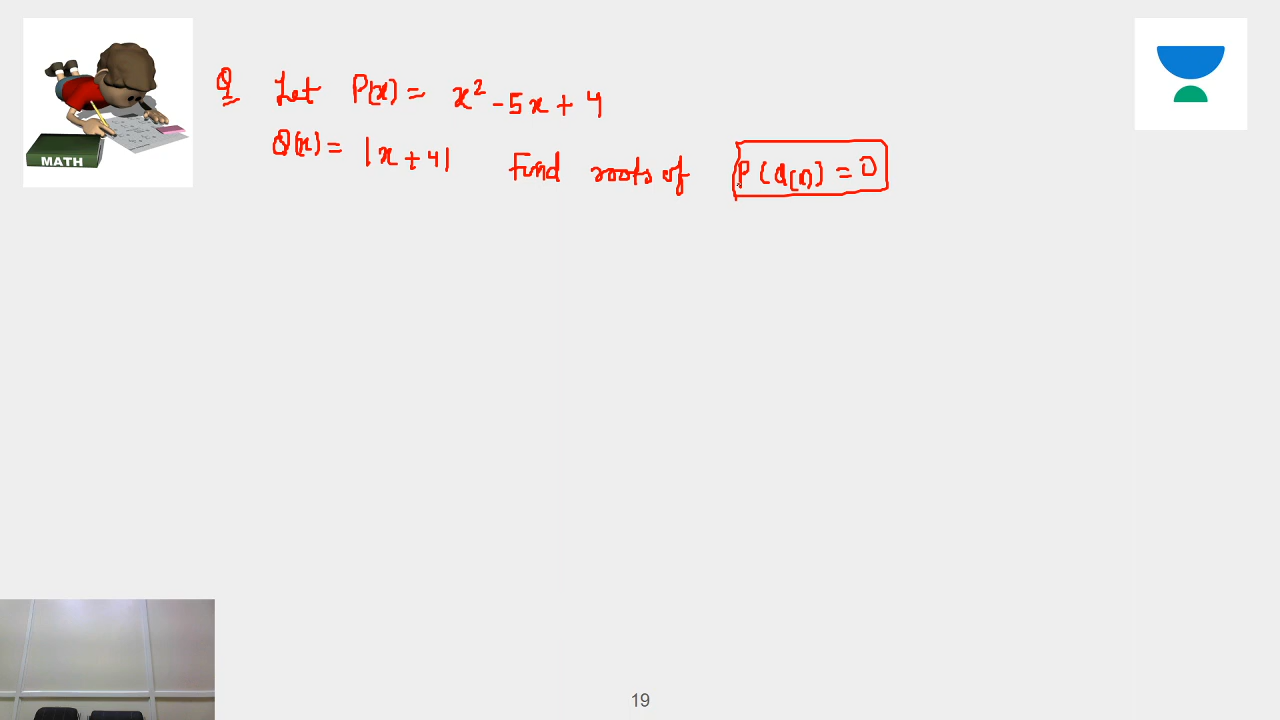 Q Let P(x) = x² - 5x + 4
Q(x) = |x + 4| Find roots of P(Q(x)) = 0
MATH
19